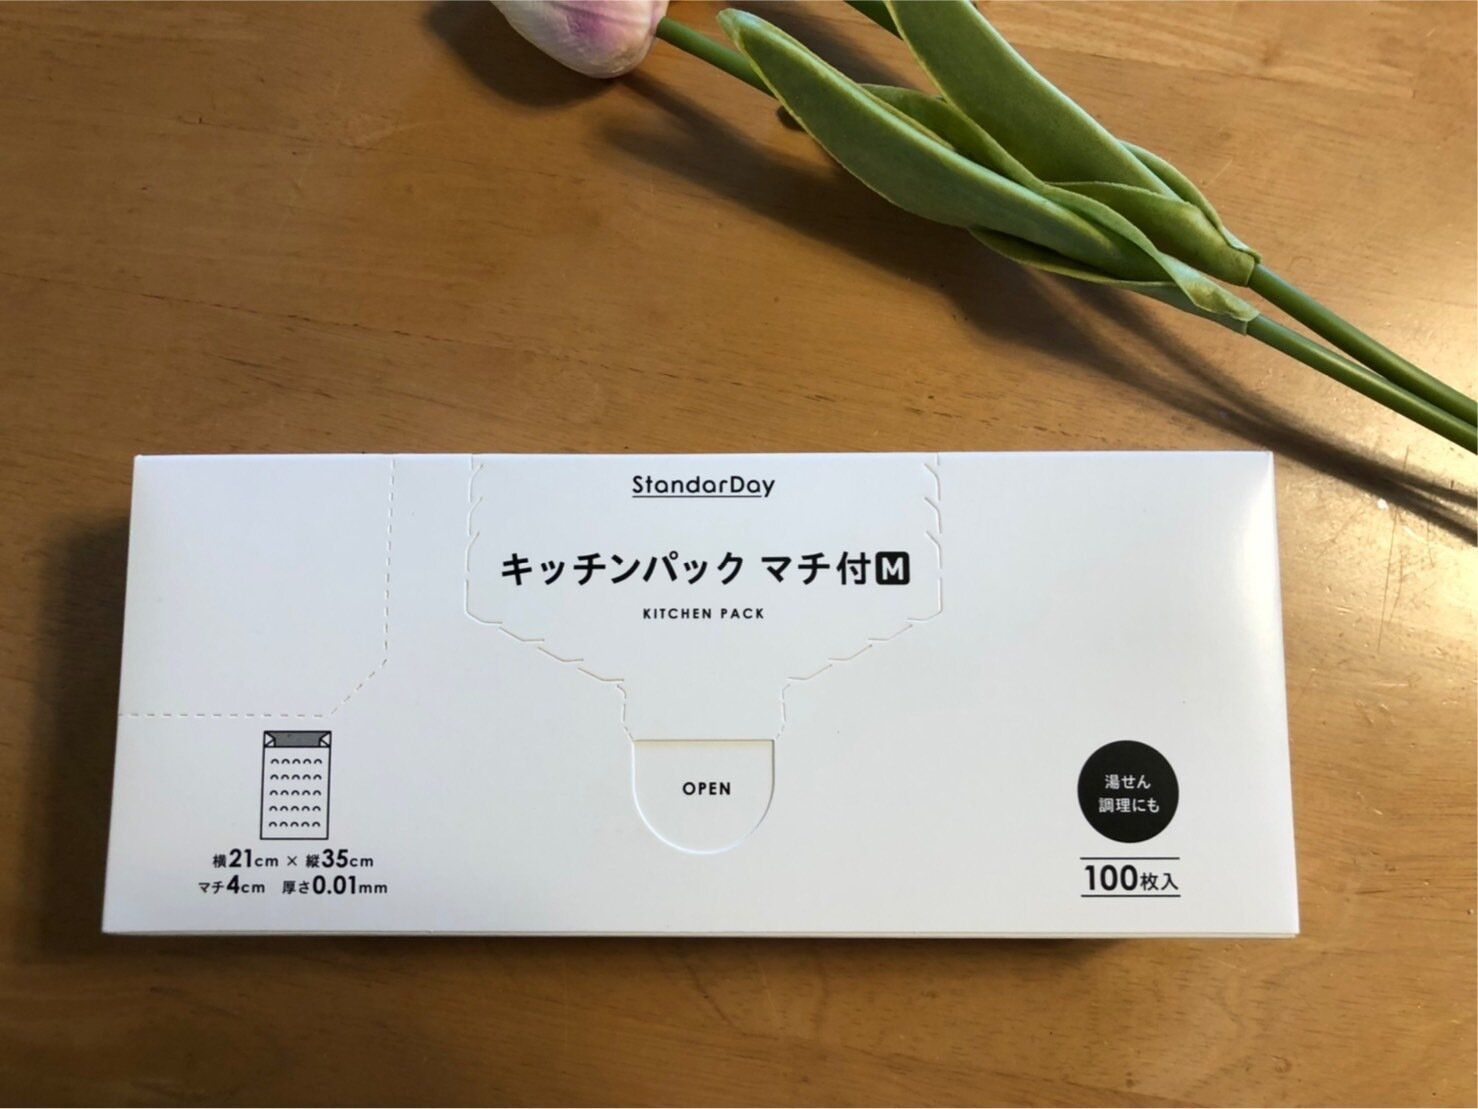 StandarDay
キッチンパック マチ付M
KITCHEN PACK
OPEN
横21cm × 縦35cm
マチ4cm 厚さ0.01mm
湯せん
調理にも
100枚入